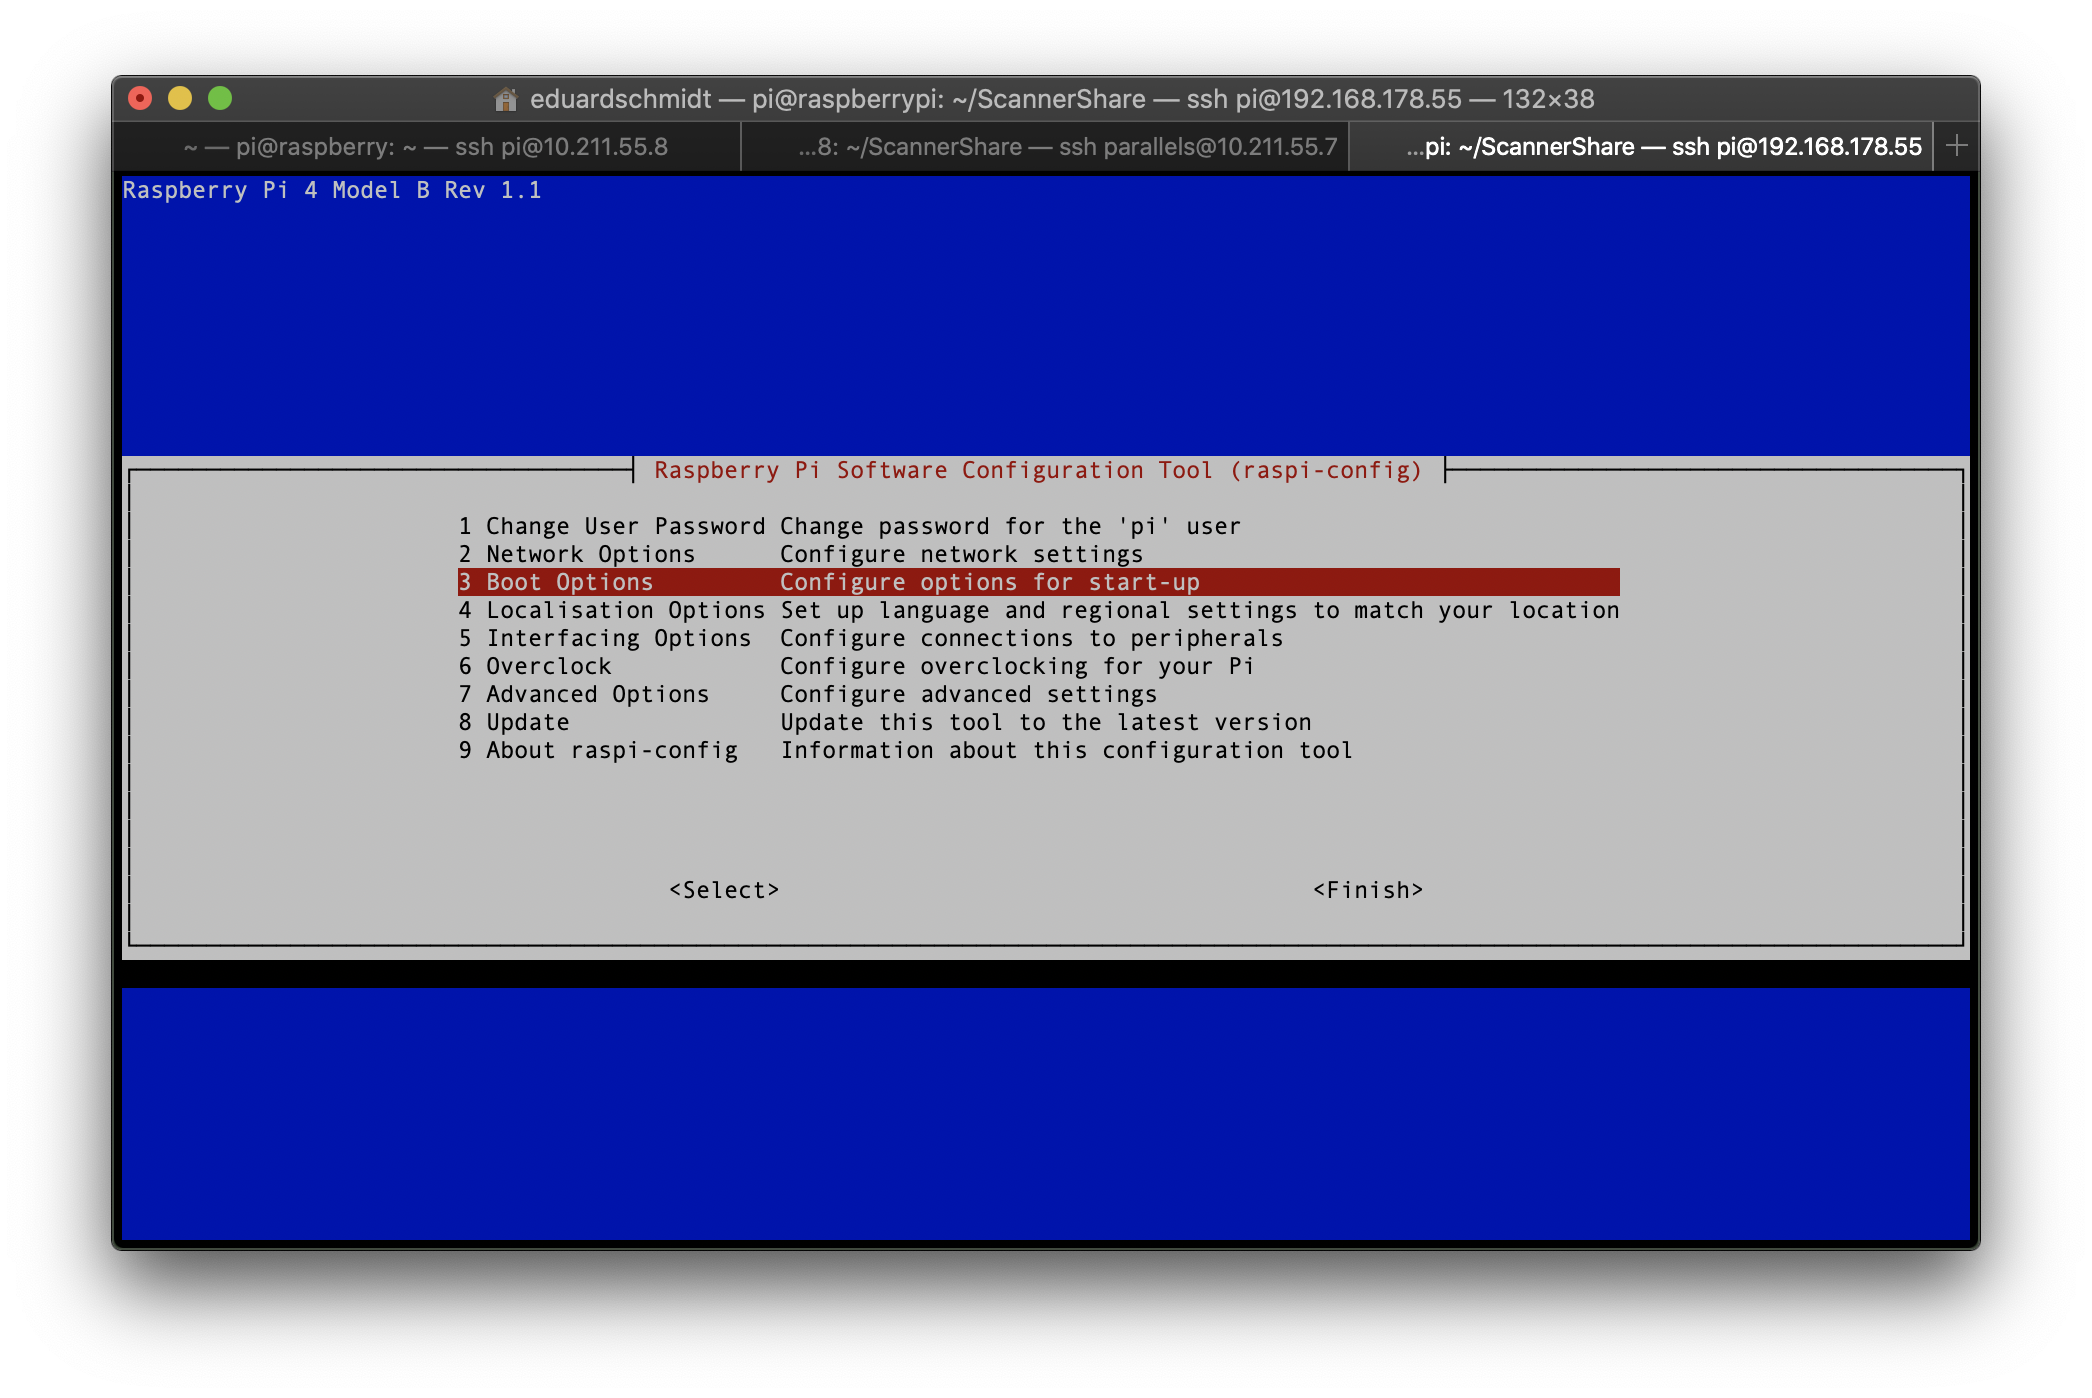 eduardschmidt — pi@raspberrypi: ~/ScannerShare — ssh pi@192.168.178.55 — 132×38
~ — pi@raspberry: ~ — ssh pi@10.211.55.8
...8: ~/ScannerShare — ssh parallels@10.211.55.7
...pi: ~/ScannerShare — ssh pi@192.168.178.55
Raspberry Pi 4 Model B Rev 1.1
Raspberry Pi Software Configuration Tool (raspi-config)
1 Change User Password Change password for the 'pi' user
2 Network Options Configure network settings
3 Boot Options Configure options for start-up
4 Localisation Options Set up language and regional settings to match your location
5 Interfacing Options Configure connections to peripherals
6 Overclock Configure overclocking for your Pi
7 Advanced Options Configure advanced settings
8 Update Update this tool to the latest version
9 About raspi-config Information about this configuration tool
<Select> <Finish>